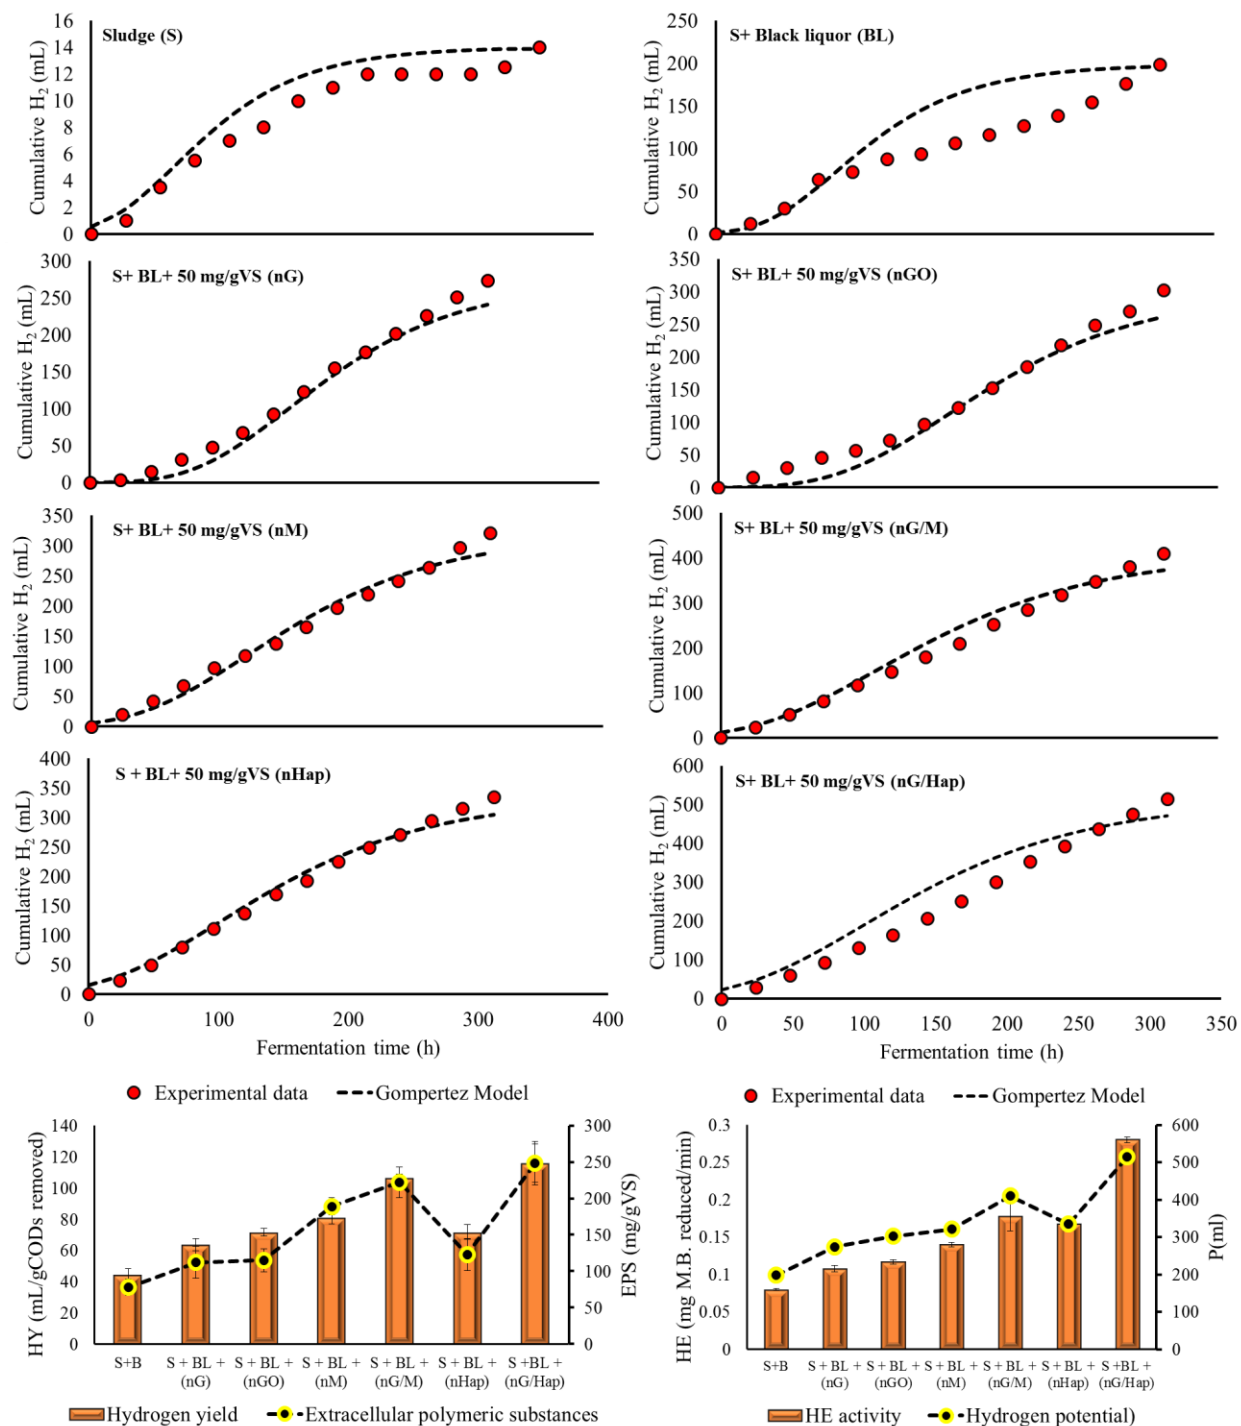 Sludge (S)
Cumulative H2 (mL)
16
14
12
10
8
6
4
2
0
S+ Black liquor (BL)
Cumulative H2 (mL)
250
200
150
100
50
0
S+ BL+ 50 mg/gVS (nG)
Cumulative H2 (mL)
300
250
200
150
100
50
0
S+ BL+ 50 mg/gVS (nGO)
Cumulative H2 (mL)
350
300
250
200
150
100
50
0
S+ BL+ 50 mg/gVS (nM)
Cumulative H2 (mL)
350
300
250
200
150
100
50
0
S+ BL+ 50 mg/gVS (nG/M)
Cumulative H2 (mL)
500
400
300
200
100
0
S + BL+ 50 mg/gVS (nHap)
Cumulative H2 (mL)
400
350
300
250
200
150
100
50
0
0 100 200 300 400
Fermentation time (h)
Experimental data Gompertez Model
S+ BL+ 50 mg/gVS (nG/Hap)
Cumulative H2 (mL)
600
500
400
300
200
100
0
0 50 100 150 200 250 300 350
Fermentation time (h)
Experimental data Gompertez Model
HY (mL/gCODs removed)
140
120
100
80
60
40
20
0
EPS (mg/gVS)
300
250
200
150
100
50
0
S+B S + BL + S + BL + S + BL + S + BL + S + BL + S +BL +
(nG) (nGO) (nM) (nG/M) (nHap) (nG/Hap)
Hydrogen yield Extracellular polymeric substances
HE (mg M.B. reduced/min)
0.3
0.25
0.2
0.15
0.1
0.05
0
P(ml)
600
500
400
300
200
100
0
S+B S + BL + S + BL + S + BL + S + BL + S + BL + S +BL +
(nG) (nGO) (nM) (nG/M) (nHap) (nG/Hap)
HE activity Hydrogen potential)